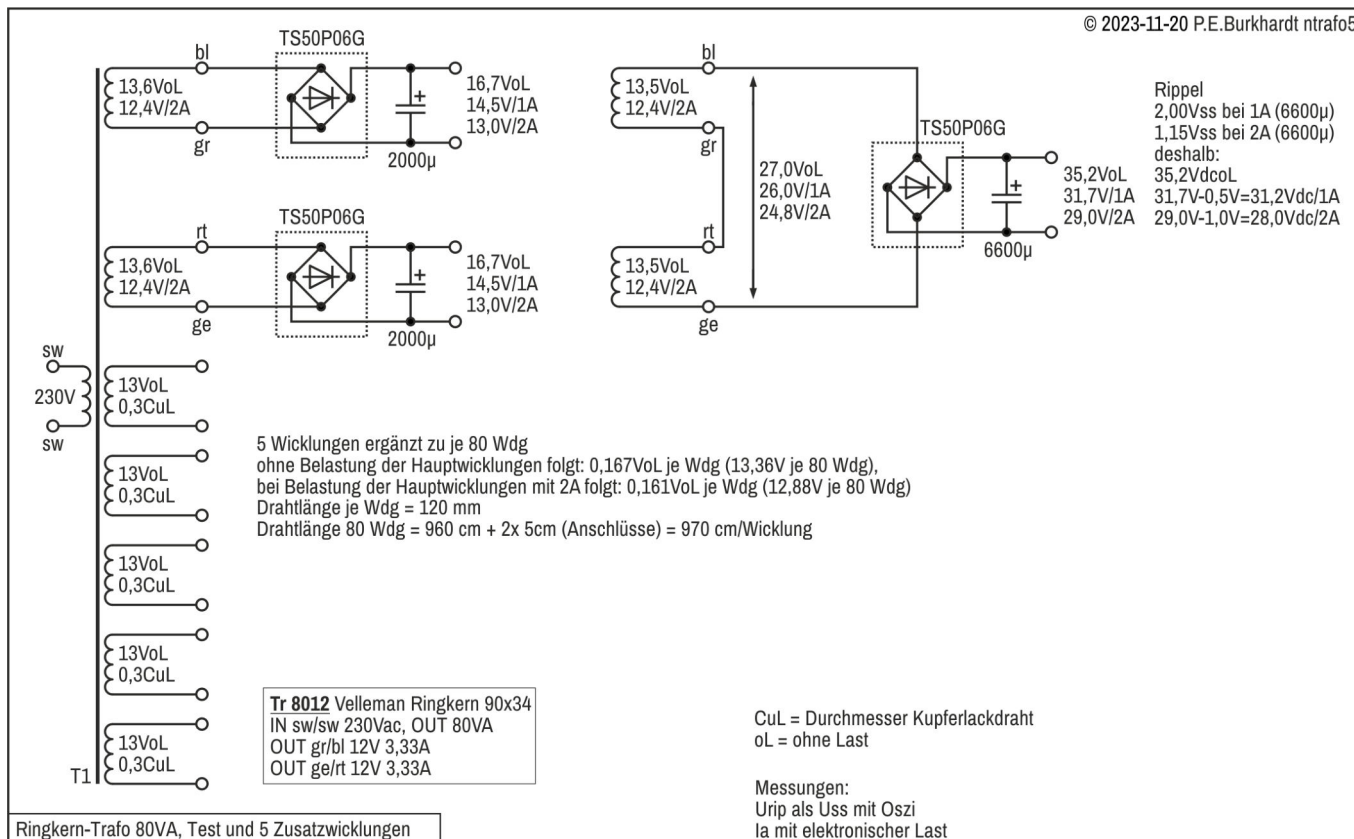 © 2023-11-20 P.E.Burkhardt ntrafo5
bl
TS50P06G
13,6VoL
12,4V/2A
gr
2000µ
16,7VoL
14,5V/1A
13,0V/2A
rt
TS50P06G
13,6VoL
12,4V/2A
ge
2000µ
16,7VoL
14,5V/1A
13,0V/2A
bl
13,5VoL
12,4V/2A
gr
rt
13,5VoL
12,4V/2A
ge
27,0VoL
26,0V/1A
24,8V/2A
TS50P06G
6600µ
35,2VoL
31,7V/1A
29,0V/2A
Rippel
2,00Vss bei 1A (6600µ)
1,15Vss bei 2A (6600µ)
deshalb:
35,2VdcoL
31,7V-0,5V=31,2Vdc/1A
29,0V-1,0V=28,0Vdc/2A
sw
230V
sw
13VoL
0,3CuL
13VoL
0,3CuL
13VoL
0,3CuL
13VoL
0,3CuL
13VoL
0,3CuL
T1
5 Wicklungen ergänzt zu je 80 Wdg
ohne Belastung der Hauptwicklungen folgt: 0,167VoL je Wdg (13,36V je 80 Wdg),
bei Belastung der Hauptwicklungen mit 2A folgt: 0,161VoL je Wdg (12,88V je 80 Wdg)
Drahtlänge je Wdg = 120 mm
Drahtlänge 80 Wdg = 960 cm + 2x 5cm (Anschlüsse) = 970 cm/Wicklung
Tr 8012 Velleman Ringkern 90x34
IN sw/sw 230Vac, OUT 80VA
OUT gr/bl 12V 3,33A
OUT ge/rt 12V 3,33A
CuL = Durchmesser Kupferlackdraht
oL = ohne Last
Messungen:
Urip als Uss mit Oszi
Ia mit elektronischer Last
Ringkern-Trafo 80VA, Test und 5 Zusatzwicklungen